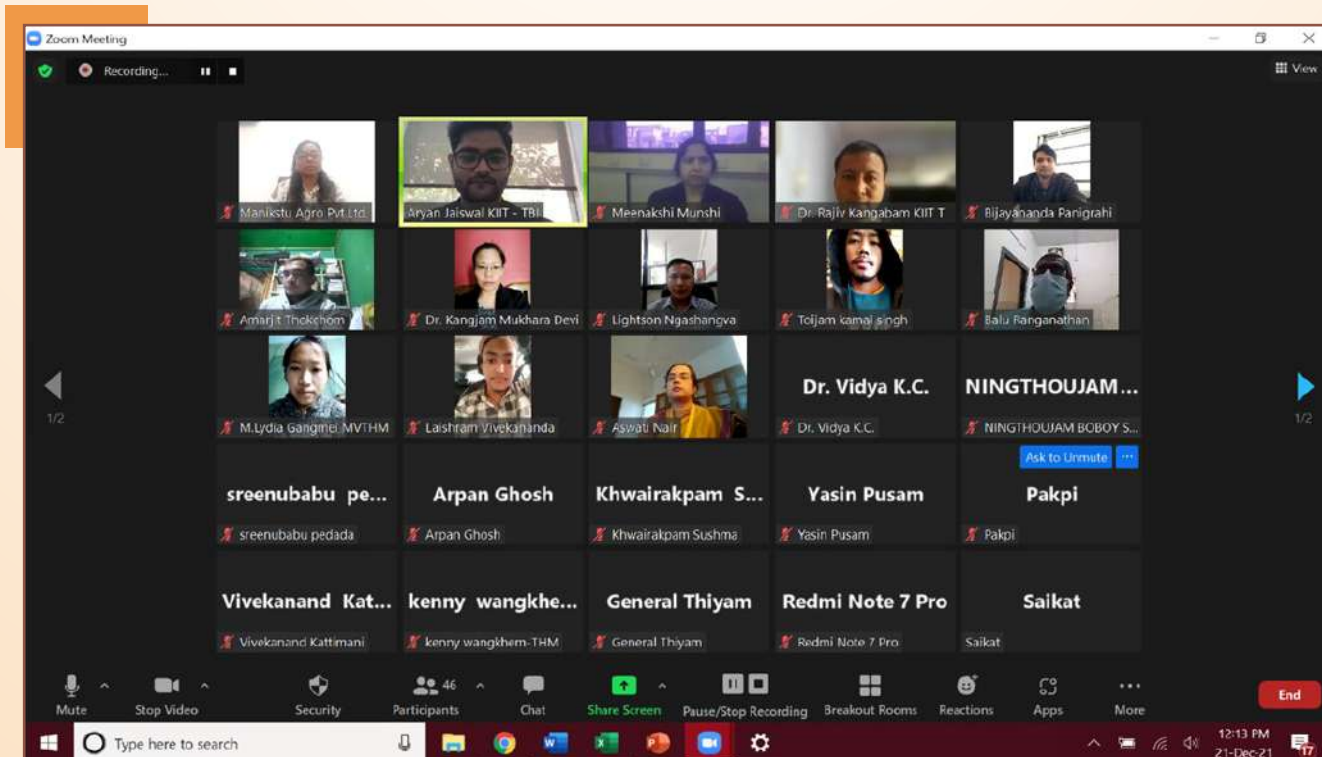 Zoom Meeting
Recording...
View
Manikstu Agro Pvt Ltd.
Aryan Jaiswal KIIT - TBI
Meenakshi Munshi
Dr. Rajiv Kangabam KIIT T
Bijayananda Panigrahi
Amarjit Thokchom
Dr. Kangjam Mukhara Devi
Lightson Ngashangva
Toijam kamal singh
Balu Ranganathan
M.Lydia Gangmei MVTHM
Laishram Vivekananda
Aswati Nair
Dr. Vidya K.C.
Dr. Vidya K.C.
NINGTHOUJAM...
NINGTHOUJAM BOBOY S...
1/2
1/2
Ask to Unmute
sreenubabu pe...
sreenubabu pedada
Arpan Ghosh
Arpan Ghosh
Khwairakpam S...
Khwairakpam Sushma
Yasin Pusam
Yasin Pusam
Pakpi
Pakpi
Vivekanand Kat...
Vivekanand Kattimani
kenny wangkhe...
kenny wangkhem-THM
General Thiyam
General Thiyam
Redmi Note 7 Pro
Redmi Note 7 Pro
Saikat
Saikat
Mute
Stop Video
Security
46
Participants
Chat
Share Screen
Pause/Stop Recording
Breakout Rooms
Reactions
Apps
More
End
Type here to search
12:13 PM
21-Dec-21
17